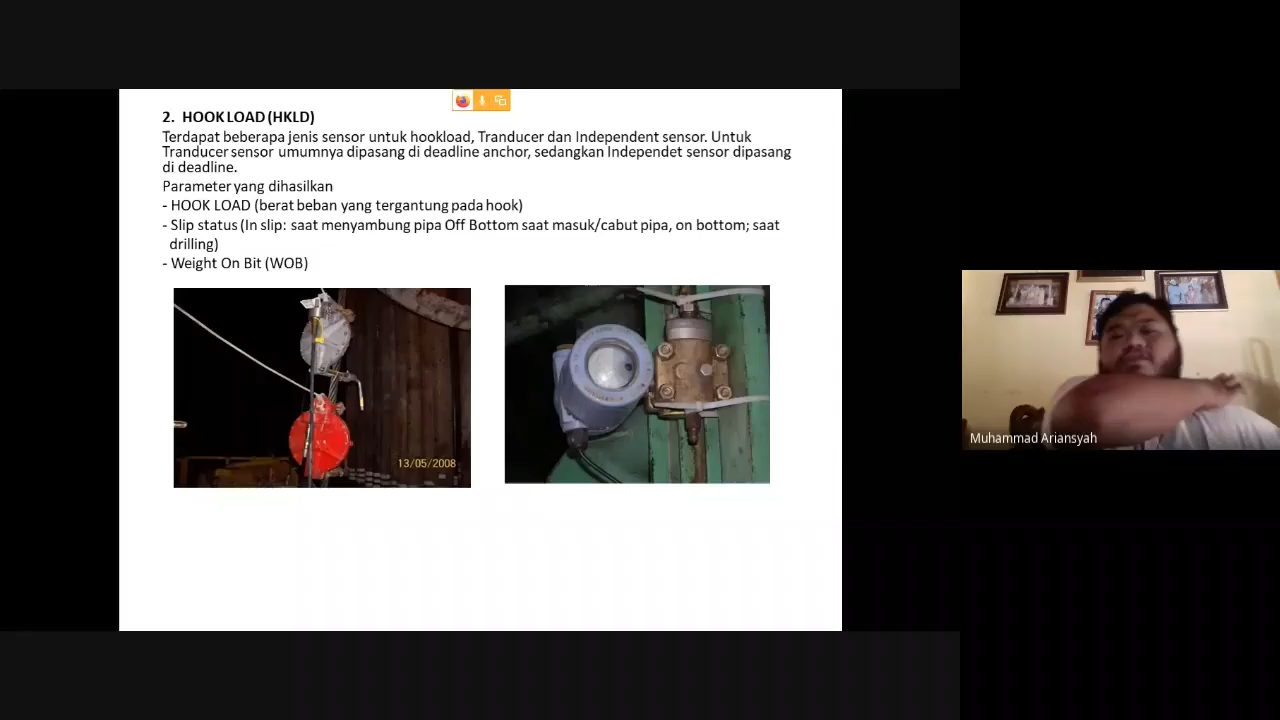 2. HOOK LOAD (HKLD)
Terdapat beberapa jenis sensor untuk hookload, Tranducer dan Independent sensor. Untuk
Tranducer sensor umumnya dipasang di deadline anchor, sedangkan Independet sensor dipasang
di deadline.
Parameter yang dihasilkan
- HOOK LOAD (berat beban yang tergantung pada hook)
- Slip status (In slip: saat menyambung pipa Off Bottom saat masuk/cabut pipa, on bottom; saat
drilling)
- Weight On Bit (WOB)
13/05/2008
Muhammad Ariansyah